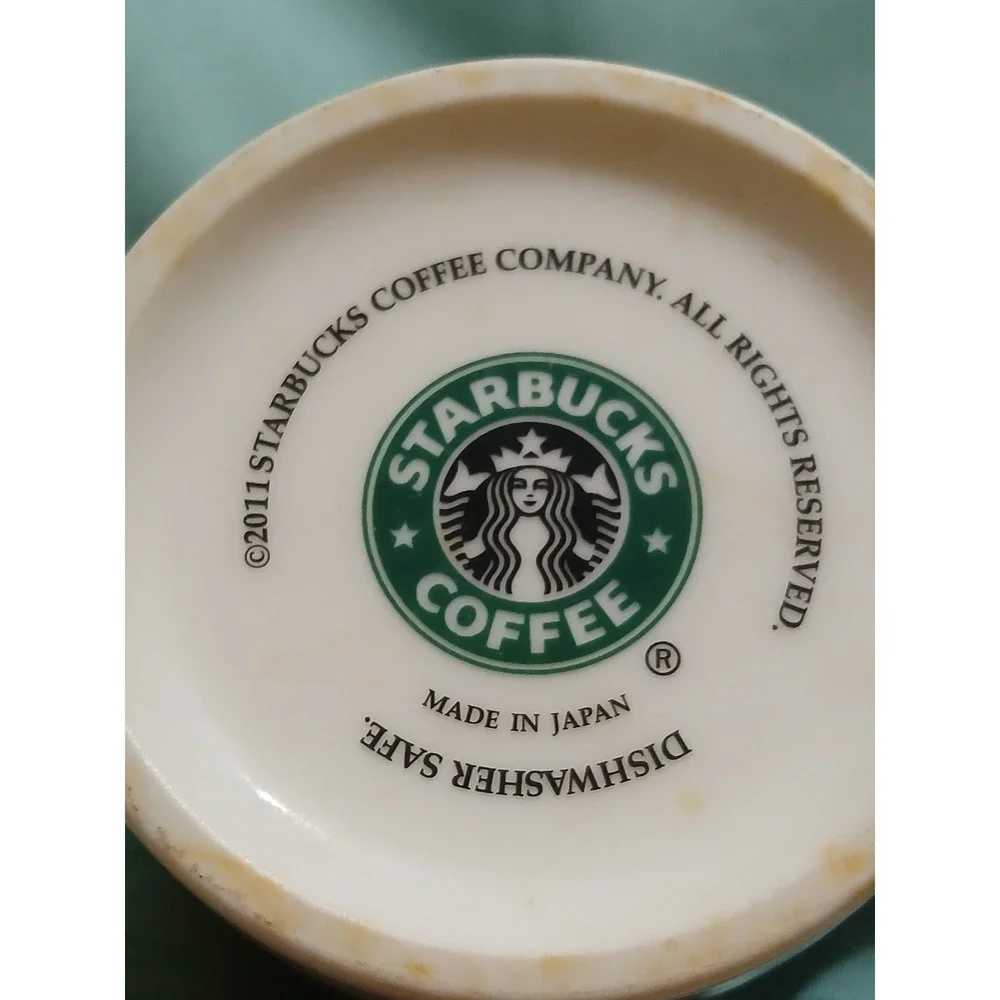 ©2011 STARBUCKS COFFEE COMPANY. ALL RIGHTS RESERVED.
STARBUCKS
COFFEE
®
MADE IN JAPAN
DISHWASHER SAFE.